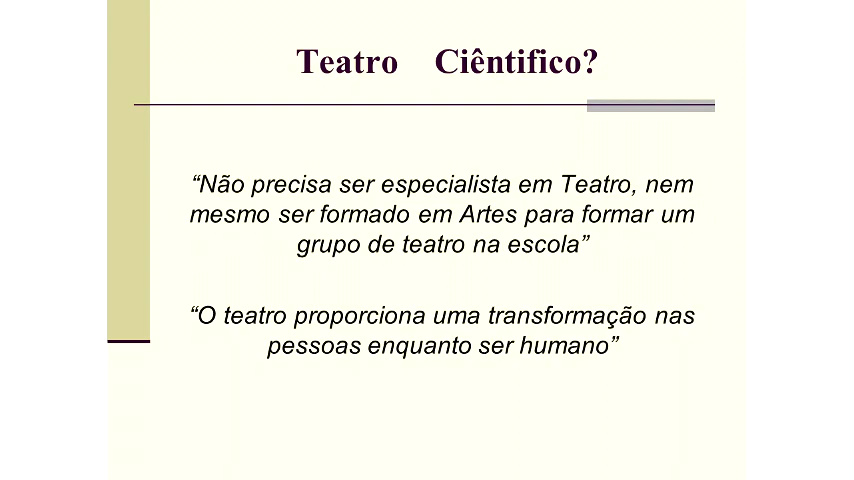 Teatro Ciêntifico?
“Não precisa ser especialista em Teatro, nem
mesmo ser formado em Artes para formar um
grupo de teatro na escola”
“O teatro proporciona uma transformação nas
pessoas enquanto ser humano”